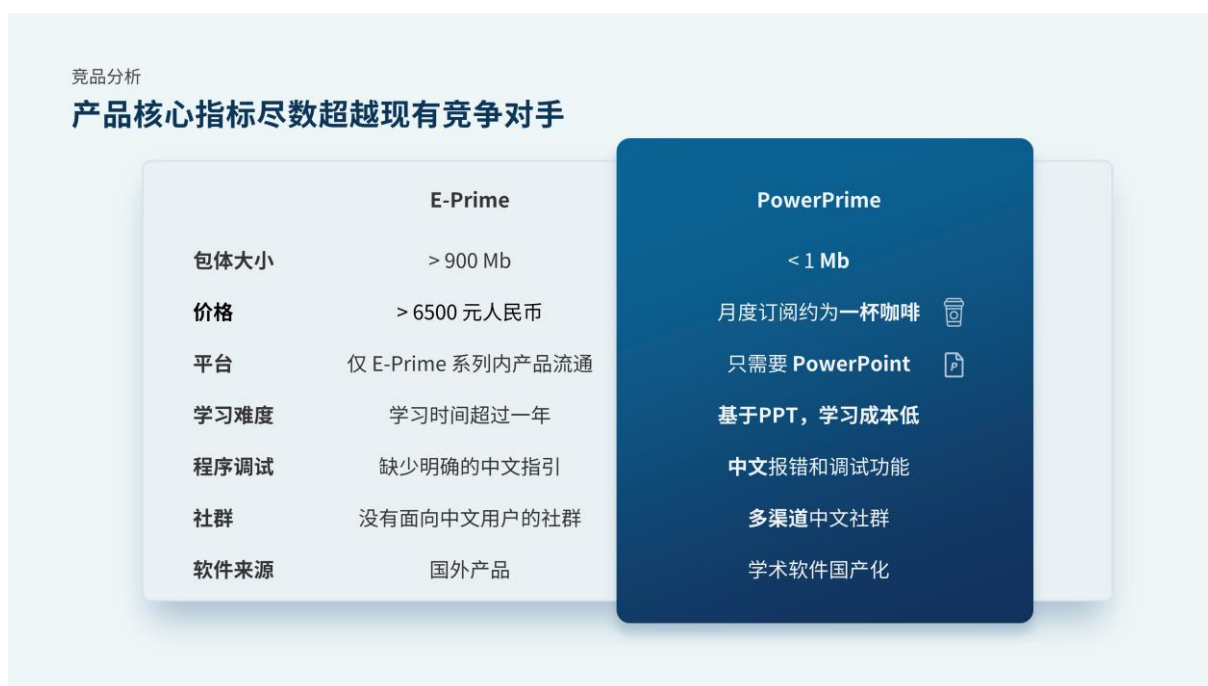 竞品分析
产品核心指标尽数超越现有竞争对手
E-Prime PowerPrime
包体大小 > 900 Mb < 1 Mb
价格 > 6500 元人民币 月度订阅约为一杯咖啡
平台 仅 E-Prime 系列内产品流通 只需要 PowerPoint
学习难度 学习时间超过一年 基于PPT，学习成本低
程序调试 缺少明确的中文指引 中文报错和调试功能
社群 没有面向中文用户的社群 多渠道中文社群
软件来源 国外产品 学术软件国产化